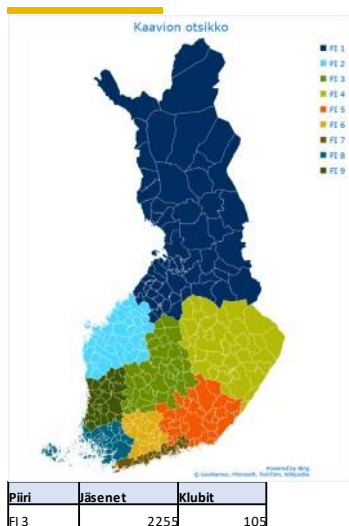 Kaavion otsikko
FI 1
FI 2
FI 3
FI 4
FI 5
FI 6
FI 7
FI 8
FI 9
Powered by Bing
© GeoNames, Microsoft, TomTom, Wikipedia
Piiri Jäsenet Klubit
FI 3 2255 105